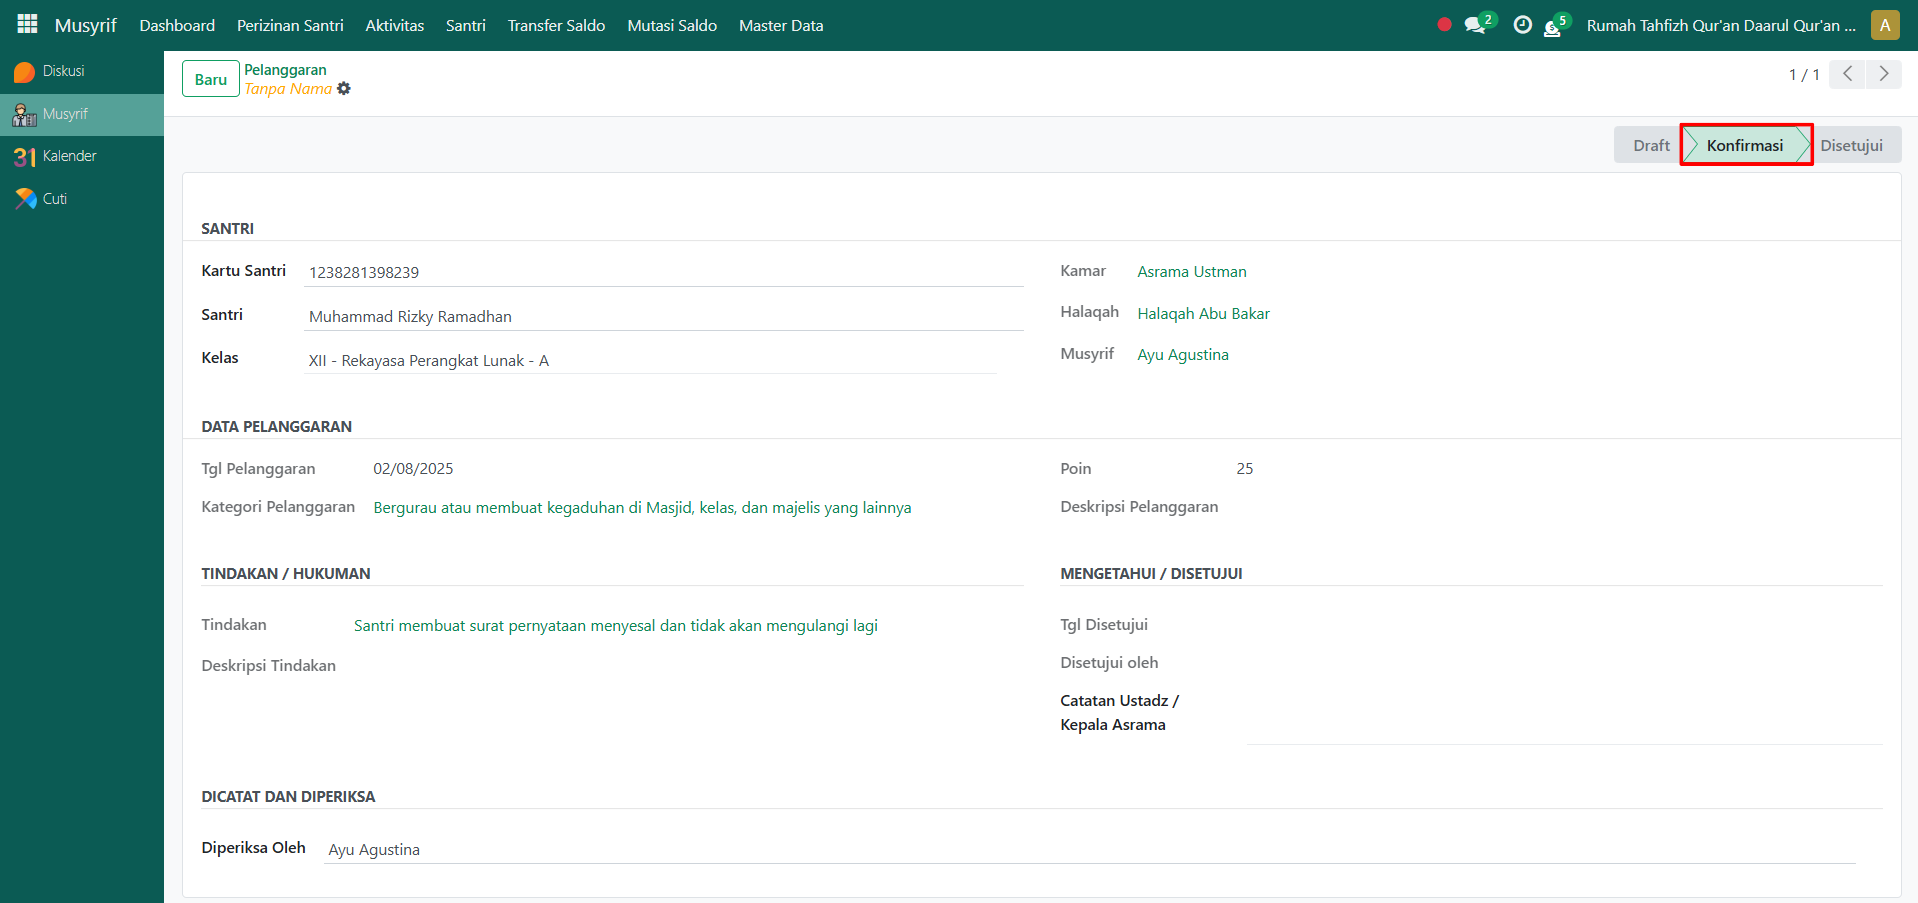 Musyrif Dashboard Perizinan Santri Aktivitas Santri Transfer Saldo Mutasi Saldo Master Data 2 5 Rumah Tahfizh Qur'an Daarul Qur'an ... A
Diskusi
Musyrif
31 Kalender
Cuti
Baru Pelanggaran
Tanpa Nama
1 / 1
Draft Konfirmasi Disetujui
SANTRI
Kartu Santri 1238281398239
Santri Muhammad Rizky Ramadhan
Kelas XII - Rekayasa Perangkat Lunak - A
Kamar Asrama Ustman
Halaqah Halaqah Abu Bakar
Musyrif Ayu Agustina
DATA PELANGGARAN
Tgl Pelanggaran 02/08/2025
Kategori Pelanggaran Bergurau atau membuat kegaduhan di Masjid, kelas, dan majelis yang lainnya
Poin 25
Deskripsi Pelanggaran
TINDAKAN / HUKUMAN
Tindakan Santri membuat surat pernyataan menyesal dan tidak akan mengulangi lagi
Deskripsi Tindakan
MENGETAHUI / DISETUJUI
Tgl Disetujui
Disetujui oleh
Catatan Ustadz /
Kepala Asrama
DICATAT DAN DIPERIKSA
Diperiksa Oleh Ayu Agustina